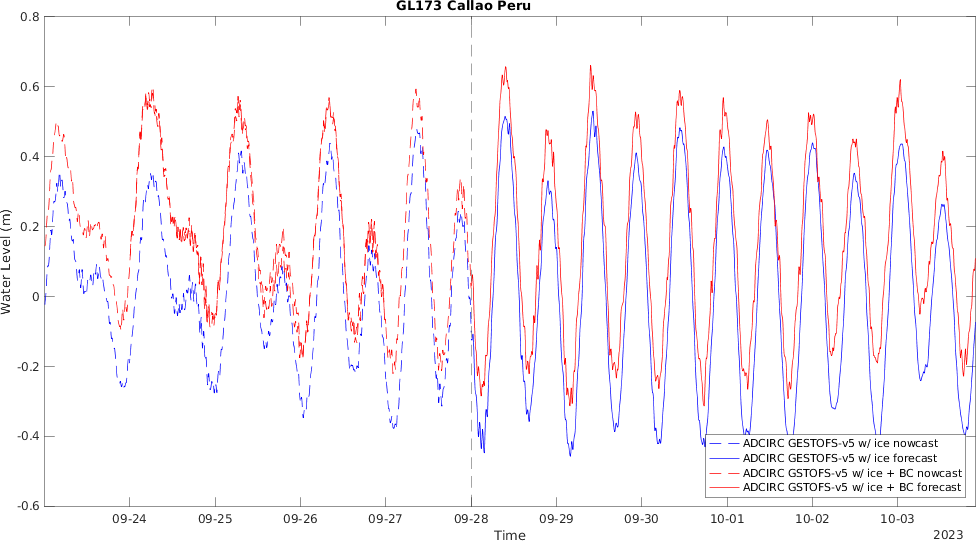 GL173 Callao Peru
0.8
0.6
0.4
0.2
0
-0.2
-0.4
-0.6
Water Level (m)
ADCIRC GESTOFS-v5 w/ ice nowcast
ADCIRC GESTOFS-v5 w/ ice forecast
ADCIRC GSTOFS-v5 w/ ice + BC nowcast
ADCIRC GSTOFS-v5 w/ ice + BC forecast
09-24 09-25 09-26 09-27 09-28 09-29 09-30 10-01 10-02 10-03
Time
2023